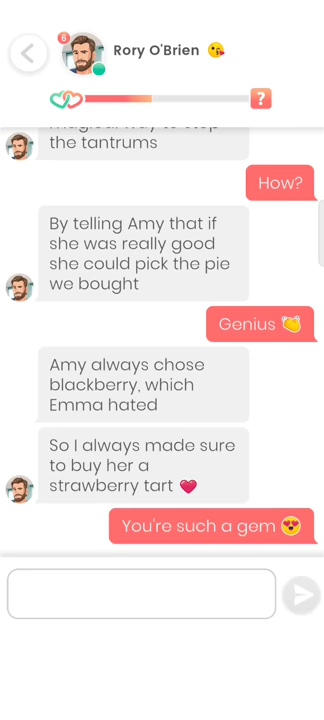 6
Rory O'Brien 😘
?
the tantrums
How?
By telling Amy that if
she was really good
she could pick the pie
we bought
Genius 👏
Amy always chose
blackberry, which
Emma hated
So I always made sure
to buy her a
strawberry tart ❤️
You're such a gem 😍